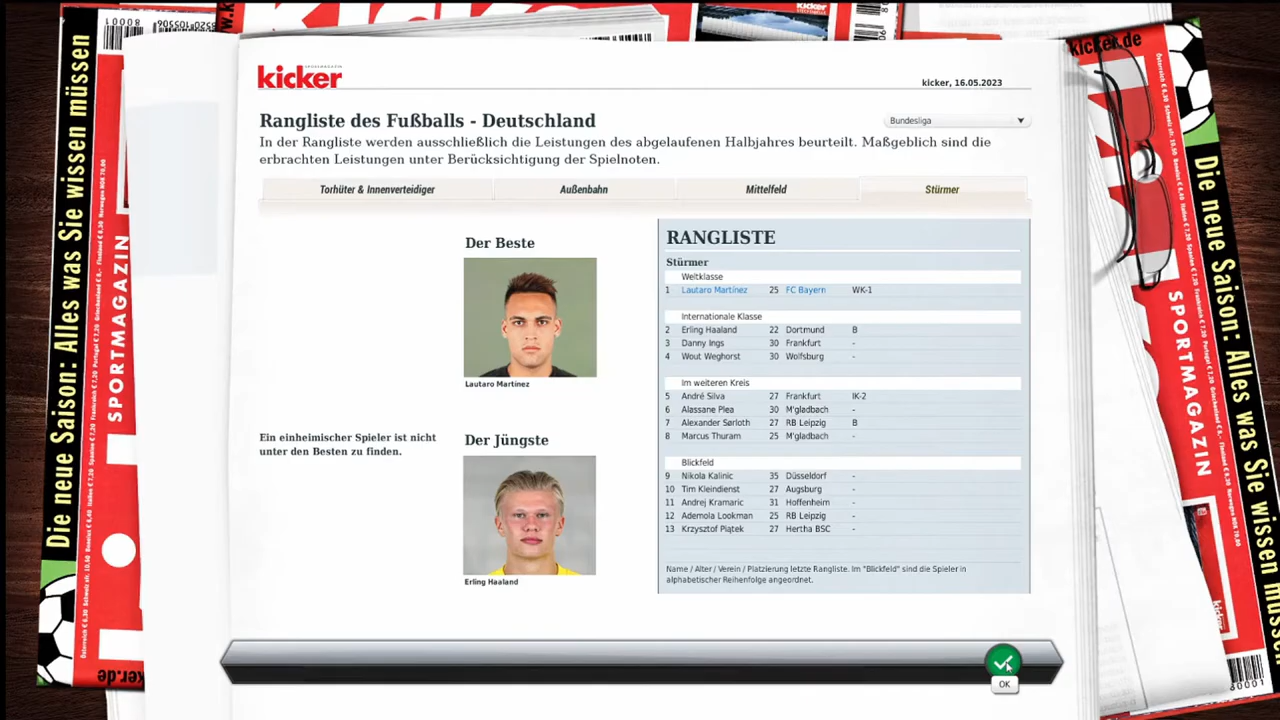 kicker
kicker, 16.05.2023
Rangliste des Fußballs - Deutschland
Bundesliga
In der Rangliste werden ausschließlich die Leistungen des abgelaufenen Halbjahres beurteilt. Maßgeblich sind die
erbrachten Leistungen unter Berücksichtigung der Spielnoten.
Torhüter & Innenverteidiger
Außenbahn
Mittelfeld
Stürmer
Der Beste
Lautaro Martínez
Ein einheimischer Spieler ist nicht
unter den Besten zu finden.
Der Jüngste
Erling Haaland
RANGLISTE
Stürmer
Weltklasse
1 Lautaro Martínez 25 FC Bayern WK-1
Internationale Klasse
2 Erling Haaland 22 Dortmund B
3 Danny Ings 30 Frankfurt -
4 Wout Weghorst 30 Wolfsburg -
Im weiteren Kreis
5 André Silva 27 Frankfurt IK-2
6 Alassane Plea 30 M'gladbach -
7 Alexander Sørloth 27 RB Leipzig B
8 Marcus Thuram 25 M'gladbach -
Blickfeld
9 Nikola Kalinic 35 Düsseldorf -
10 Tim Kleindienst 27 Augsburg -
11 Andrej Kramaric 31 Hoffenheim -
12 Ademola Lookman 25 RB Leipzig -
13 Krzysztof Piątek 27 Hertha BSC -
Name / Alter / Verein / Platzierung letzte Rangliste. Im "Blickfeld" sind die Spieler in
alphabetischer Reihenfolge angeordnet.
OK
Die neue Saison: Alles was Sie wissen müssen
SPORTMAGAZIN
ker.de
kicker.de
Die neue Saison: Alles was Sie wissen müssen
SPORTMAGAZIN
kicker